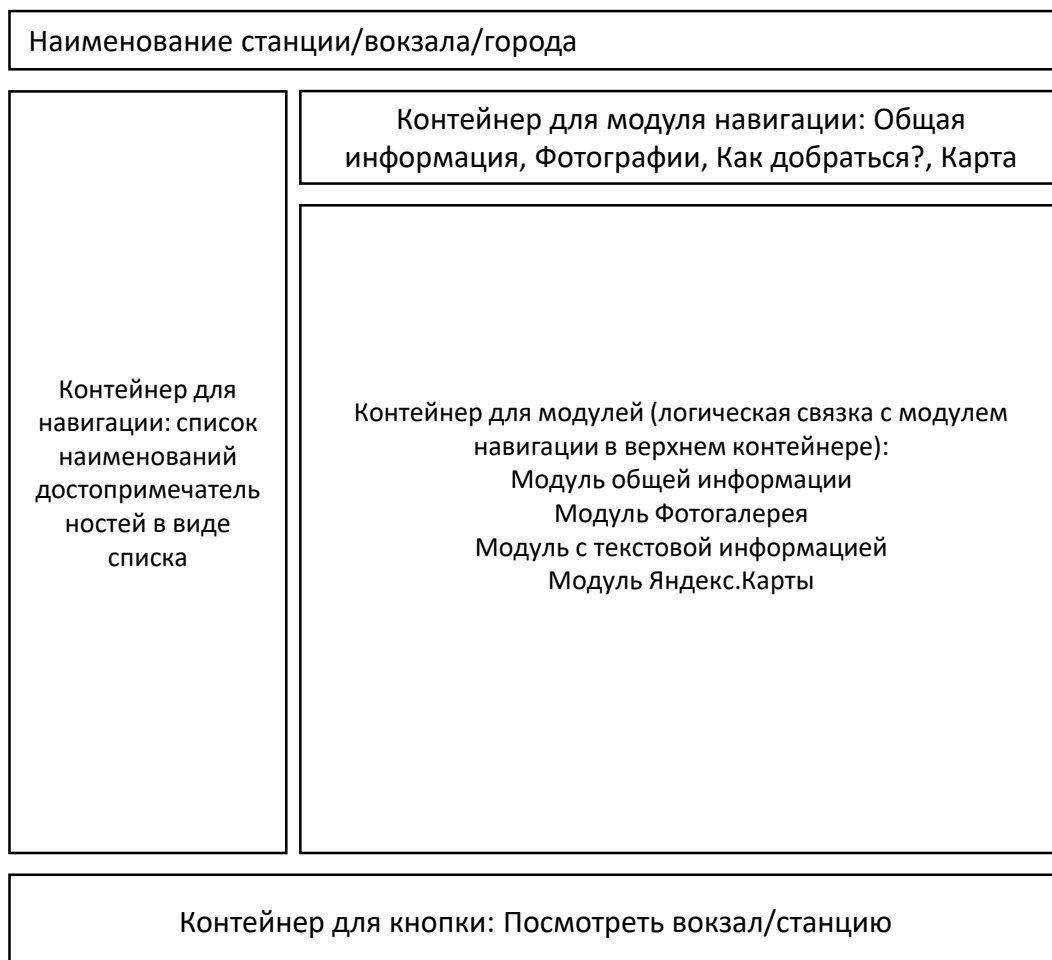 Наименование станции/вокзала/города
Контейнер для модуля навигации: Общая
информация, Фотографии, Как добраться?, Карта
Контейнер для
навигации: список
наименований
достопримечатель
ностей в виде
списка
Контейнер для модулей (логическая связка с модулем
навигации в верхнем контейнере):
Модуль общей информации
Модуль Фотогалерея
Модуль с текстовой информацией
Модуль Яндекс.Карты
Контейнер для кнопки: Посмотреть вокзал/станцию